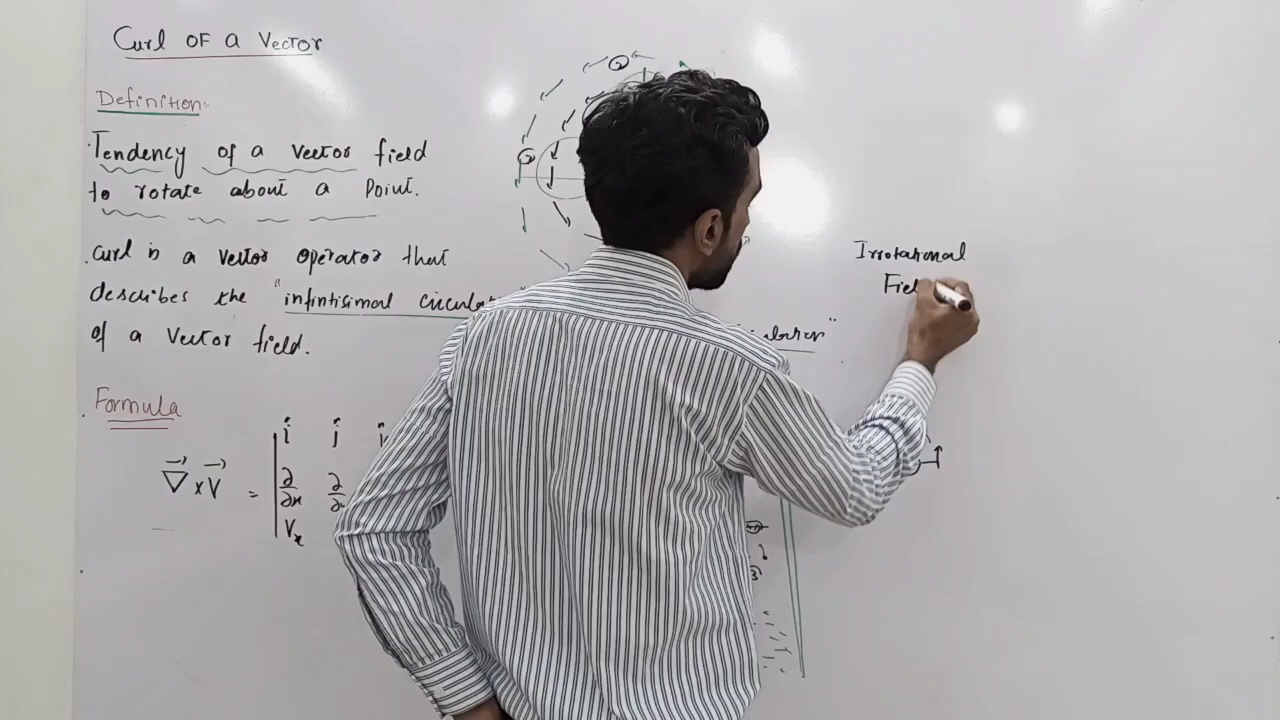 Curl OF a Vector
Definition:
Tendency of a vector field
to rotate about a Point.
Curl is a vector operator that
describes the "infintisimal
of a Vector field.
Irrotational
Fiel
Formula
i j
∇ x V = ∂/∂x
Vx